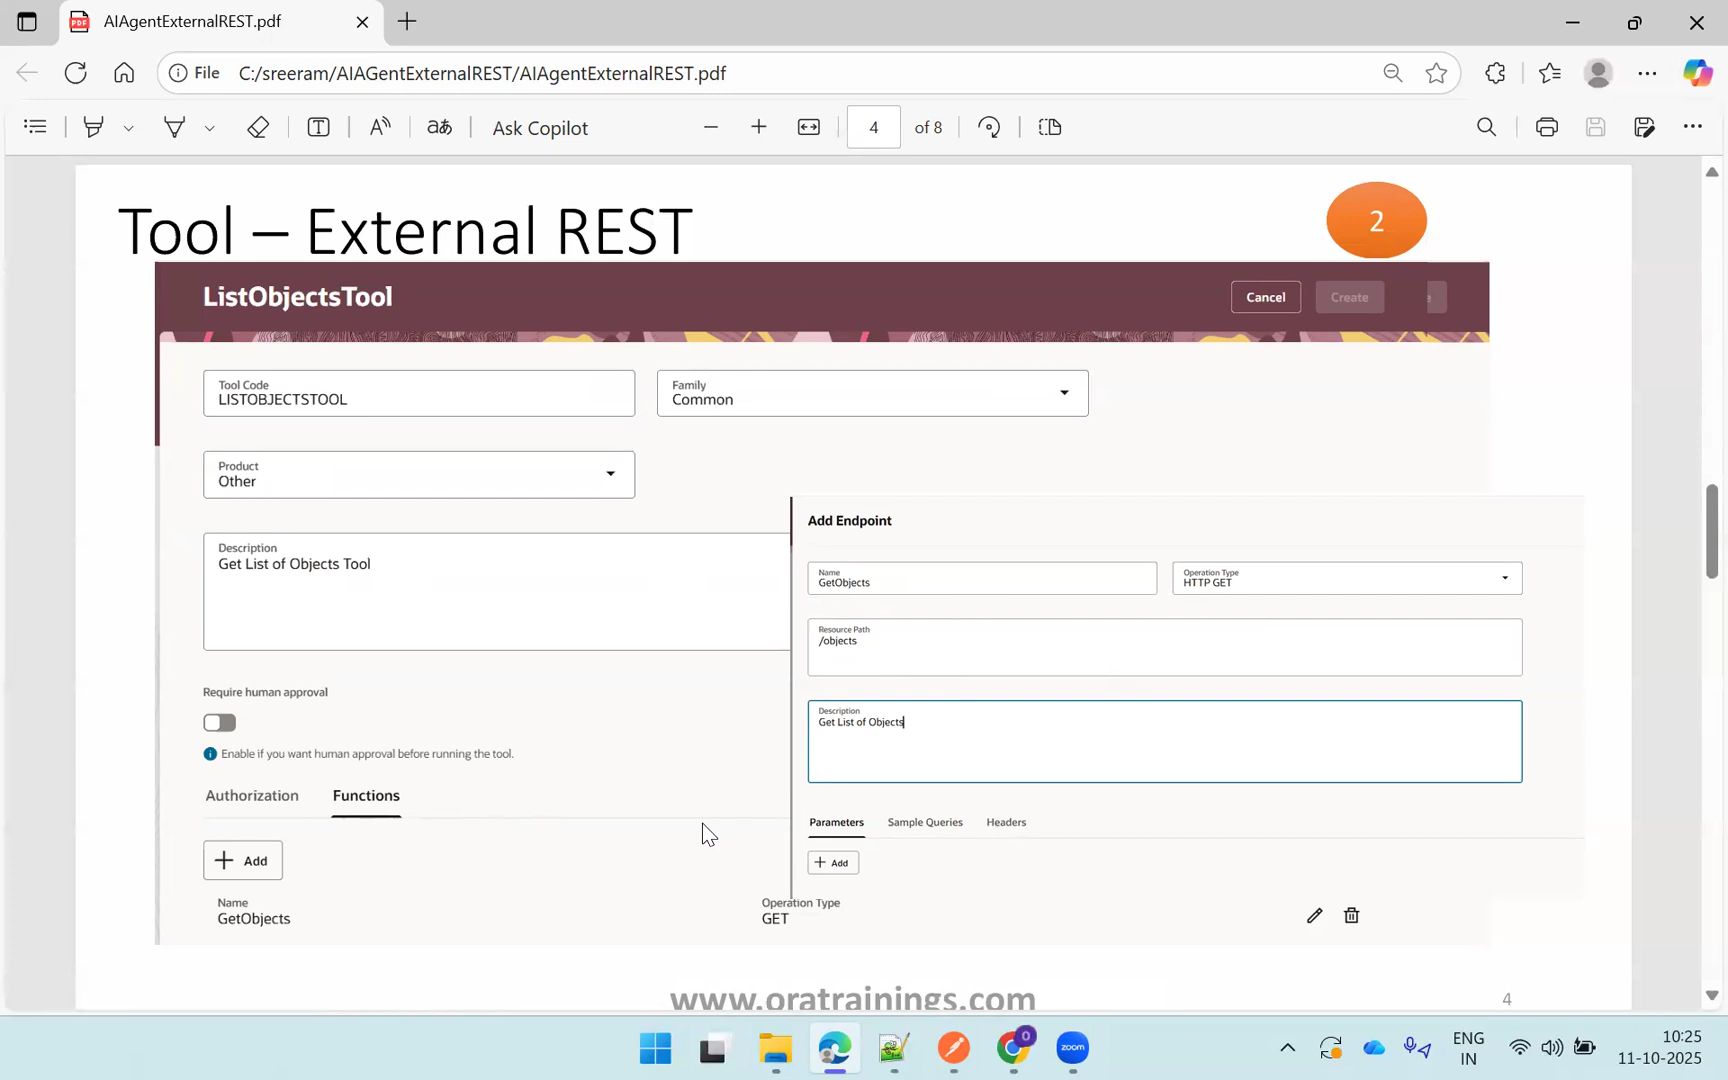 AIAgentExternalREST.pdf
File C:/sreeram/AIAGentExternalREST/AIAgentExternalREST.pdf
Ask Copilot
4 of 8
Tool – External REST
2
ListObjectsTool
Cancel
Create
Tool Code
LISTOBJECTSTOOL
Family
Common
Product
Other
Description
Get List of Objects Tool
Add Endpoint
Name
GetObjects
Operation Type
HTTP GET
Resource Path
/objects
Description
Get List of Objects
Require human approval
Enable if you want human approval before running the tool.
Authorization Functions
Parameters Sample Queries Headers
Add
Add
Name
GetObjects
Operation Type
GET
www.oratrainings.com
4
0
zoom
ENG
IN
10:25
11-10-2025